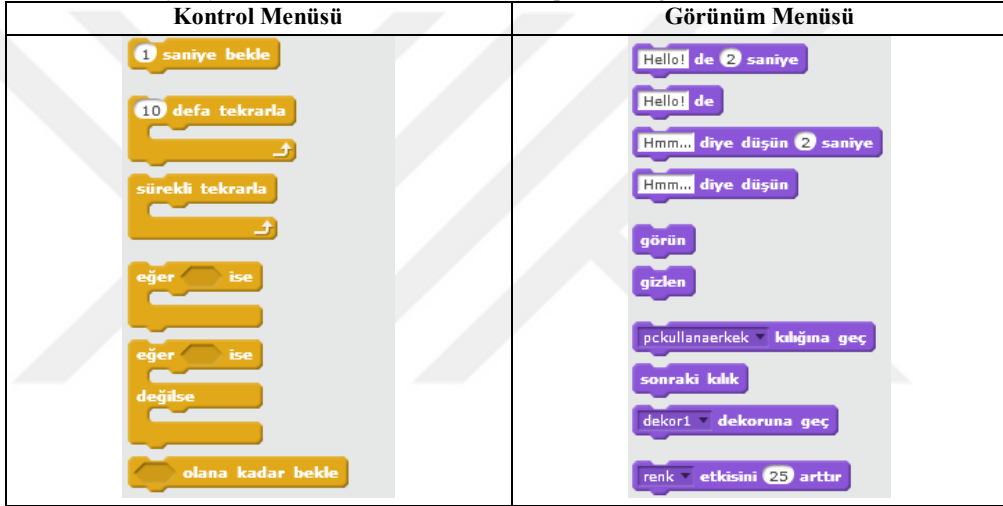 Kontrol Menüsü
1 saniye bekle
10 defa tekrarla
sürekli tekrarla
eğer ise
eğer ise
değilse
olana kadar bekle
Görünüm Menüsü
Hello! de 2 saniye
Hello! de
Hmm... diye düşün 2 saniye
Hmm... diye düşün
görün
gizlen
pckullanaerkek kılığına geç
sonraki kılık
dekor1 dekoruna geç
renk etkisini 25 arttır